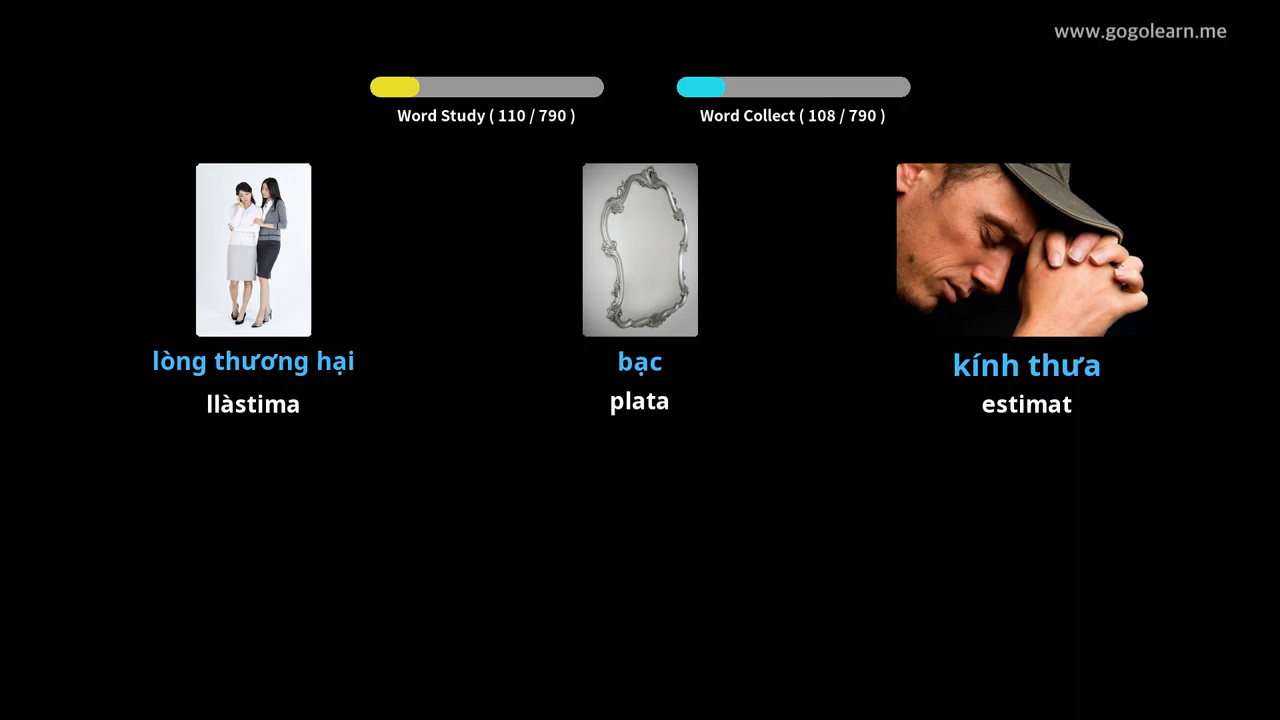 www.gogolearn.me
Word Study ( 110 / 790 )
Word Collect ( 108 / 790 )
lòng thương hại
llàstima
bạc
plata
kính thưa
estimat